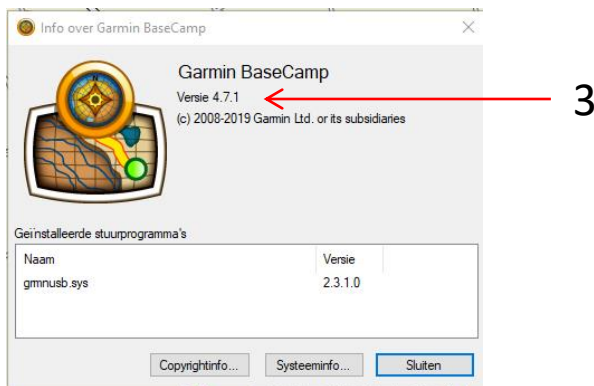 Info over Garmin BaseCamp
Garmin BaseCamp
Versie 4.7.1
3
(c) 2008-2019 Garmin Ltd. or its subsidiaries
N
Geïnstalleerde stuurprogramma's
Naam Versie
grmnusb.sys 2.3.1.0
Copyrightinfo... Systeeminfo... Sluiten